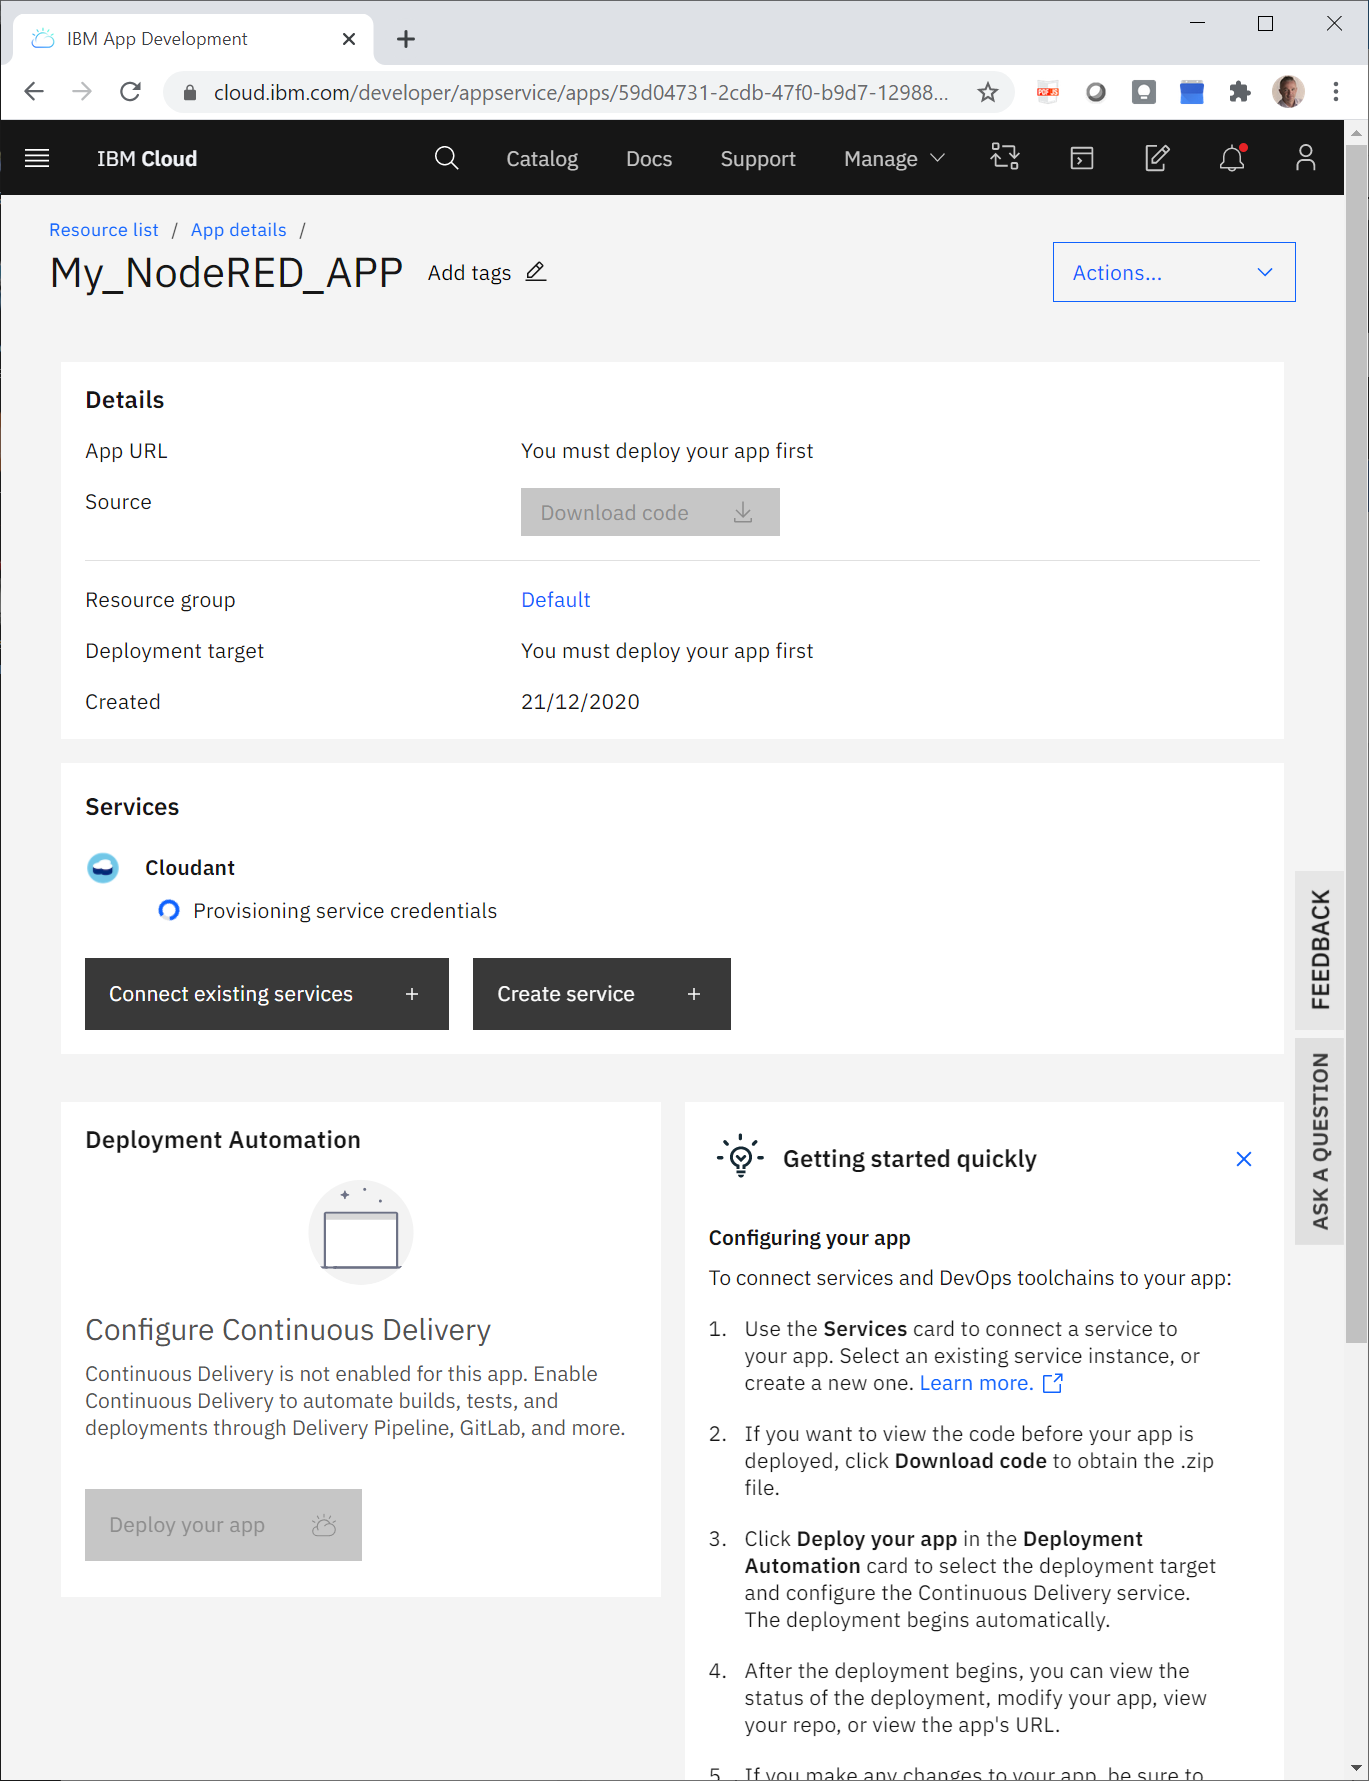 IBM App Development
cloud.ibm.com/developer/appservice/apps/59d04731-2cdb-47f0-b9d7-12988...
IBM Cloud
Catalog
Docs
Support
Manage
Resource list / App details /
My_NodeRED_APP
Add tags
Actions...
Details
App URL
You must deploy your app first
Source
Download code
Resource group
Default
Deployment target
You must deploy your app first
Created
21/12/2020
Services
Cloudant
Provisioning service credentials
Connect existing services +
Create service +
FEEDBACK
ASK A QUESTION
Deployment Automation
Configure Continuous Delivery
Continuous Delivery is not enabled for this app. Enable
Continuous Delivery to automate builds, tests, and
deployments through Delivery Pipeline, GitLab, and more.
Deploy your app
Getting started quickly
Configuring your app
To connect services and DevOps toolchains to your app:
1. Use the Services card to connect a service to
your app. Select an existing service instance, or
create a new one. Learn more.
2. If you want to view the code before your app is
deployed, click Download code to obtain the .zip
file.
3. Click Deploy your app in the Deployment
Automation card to select the deployment target
and configure the Continuous Delivery service.
The deployment begins automatically.
4. After the deployment begins, you can view the
status of the deployment, modify your app, view
your repo, or view the app's URL.
5. If you make any changes to your app, be sure to